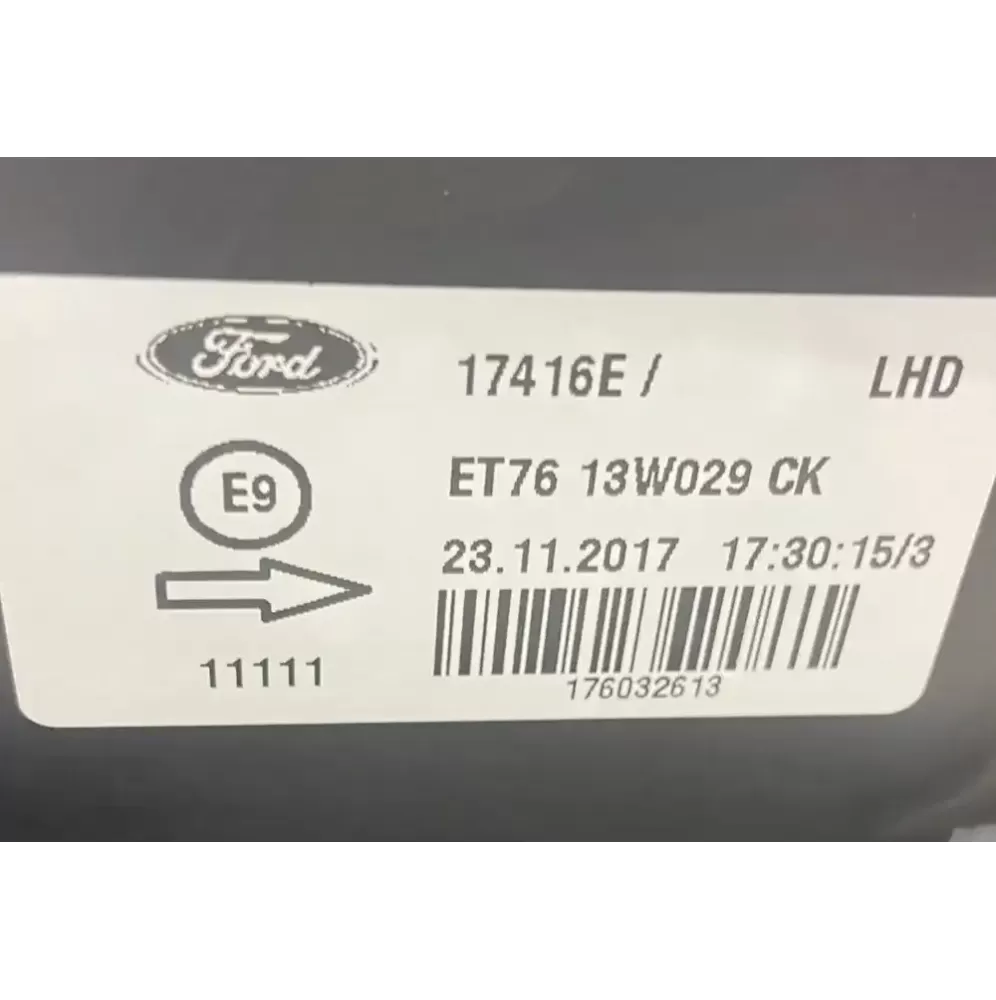 Ford
17416E / LHD
E9
ET76 13W029 CK
23.11.2017 17:30:15/3
11111
176032613